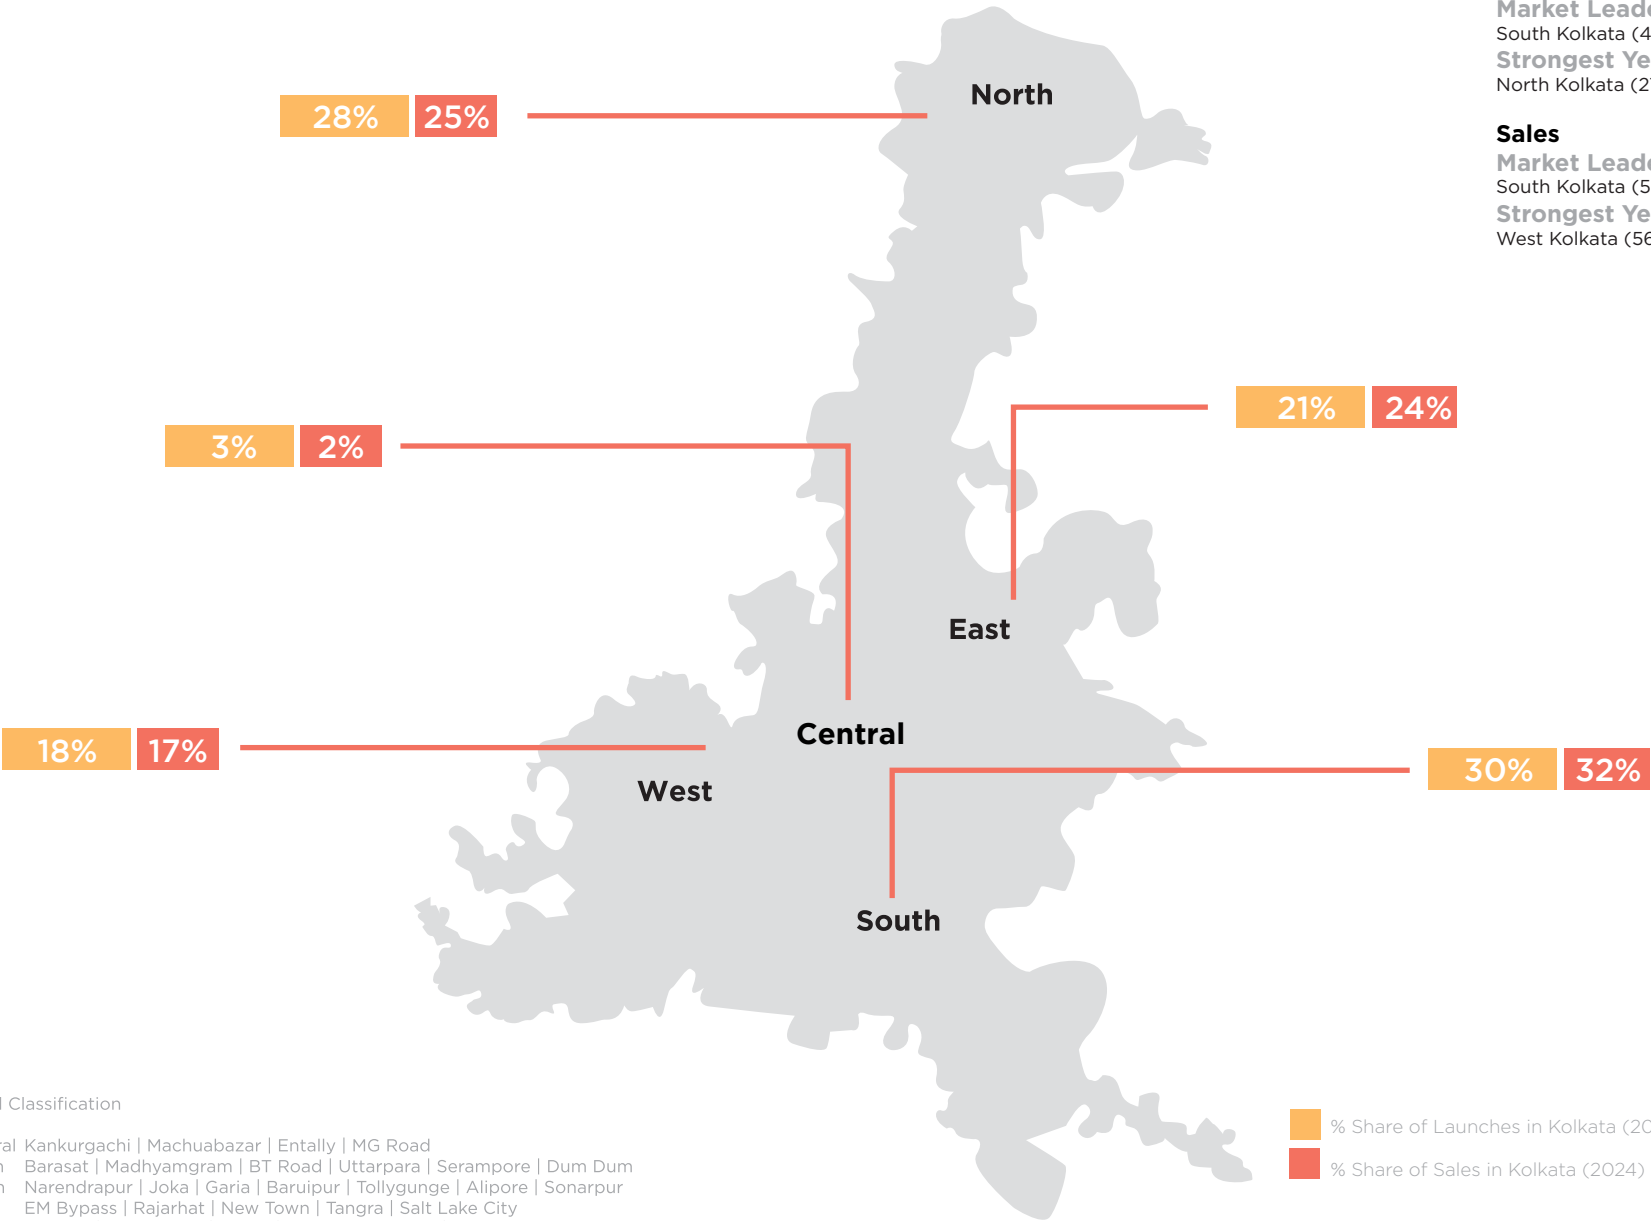 Market Leade
South Kolkata (4
Strongest Ye
North Kolkata (2
Sales
Market Leade
South Kolkata (5
Strongest Ye
West Kolkata (56
North
28% 25%
21% 24%
3% 2%
East
Central
18% 17%
West
30% 32%
South
Classification
ral Kankurgachi | Machuabazar | Entally | MG Road
Barasat | Madhyamgram | BT Road | Uttarpara | Serampore | Dum Dum
Narendrapur | Joka | Garia | Baruipur | Tollygunge | Alipore | Sonarpur
EM Bypass | Rajarhat | New Town | Tangra | Salt Lake City
% Share of Launches in Kolkata (20
% Share of Sales in Kolkata (2024)